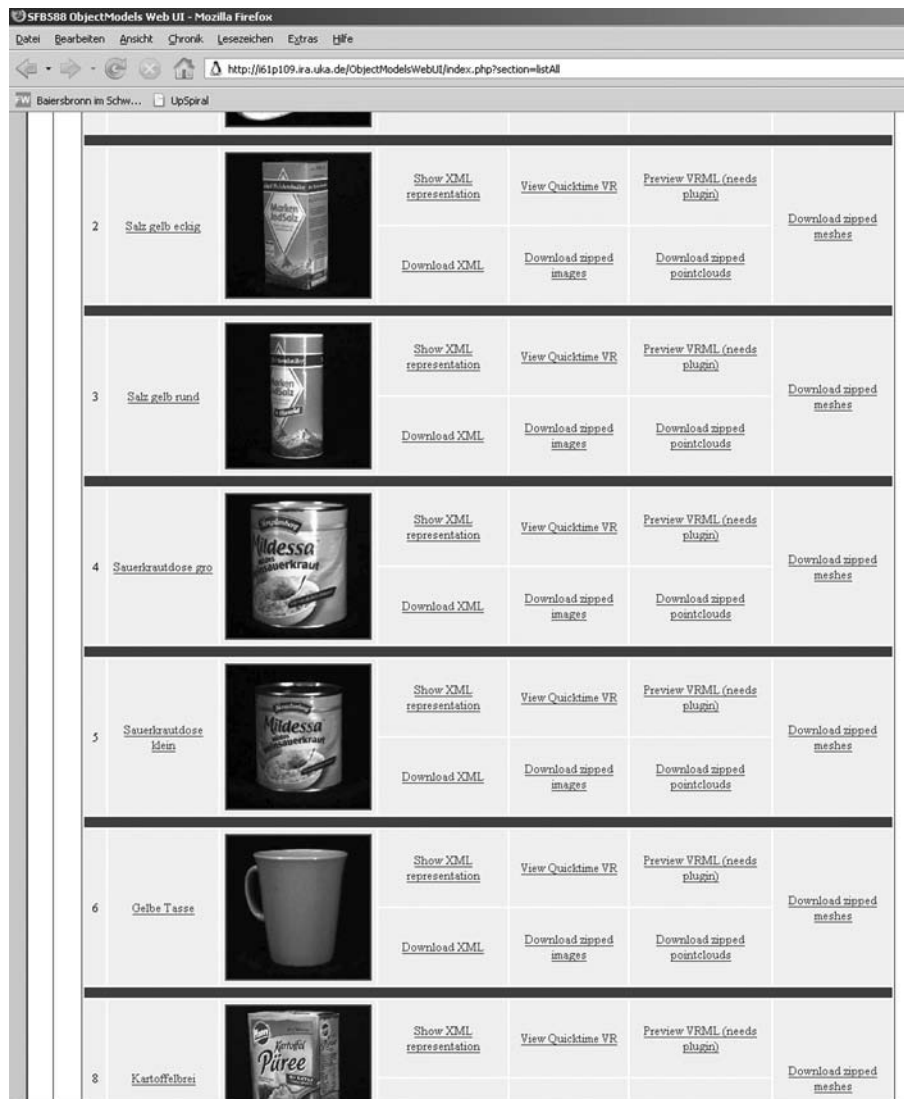 SFB588 ObjectModels Web UI - Mozilla Firefox
Datei Bearbeiten Ansicht Chronik Lesezeichen Extras Hilfe
http://i61p109.ira.uka.de/ObjectModelsWebUI/index.php?section=listAll
Baiersbronn im Schw... UpSpiral
2
Salz gelb eckig
Marken
JodSalz
Show XML
representation
View Quicktime VR
Preview VRML (needs
plugin)
Download XML
Download zipped
images
Download zipped
pointclouds
Download zipped
meshes
3
Salz gelb rund
Marken
JodSalz
Show XML
representation
View Quicktime VR
Preview VRML (needs
plugin)
Download XML
Download zipped
images
Download zipped
pointclouds
Download zipped
meshes
4
Sauerkrautdose gro
Mildessa
Show XML
representation
View Quicktime VR
Preview VRML (needs
plugin)
Download XML
Download zipped
images
Download zipped
pointclouds
Download zipped
meshes
5
Sauerkrautdose
klein
Mildessa
Show XML
representation
View Quicktime VR
Preview VRML (needs
plugin)
Download XML
Download zipped
images
Download zipped
pointclouds
Download zipped
meshes
6
Gelbe Tasse
Show XML
representation
View Quicktime VR
Preview VRML (needs
plugin)
Download XML
Download zipped
images
Download zipped
pointclouds
Download zipped
meshes
8
Kartoffelbrei
Kartoffel
Püree
Show XML
representation
View Quicktime VR
Preview VRML (needs
plugin)
Download zipped
meshes